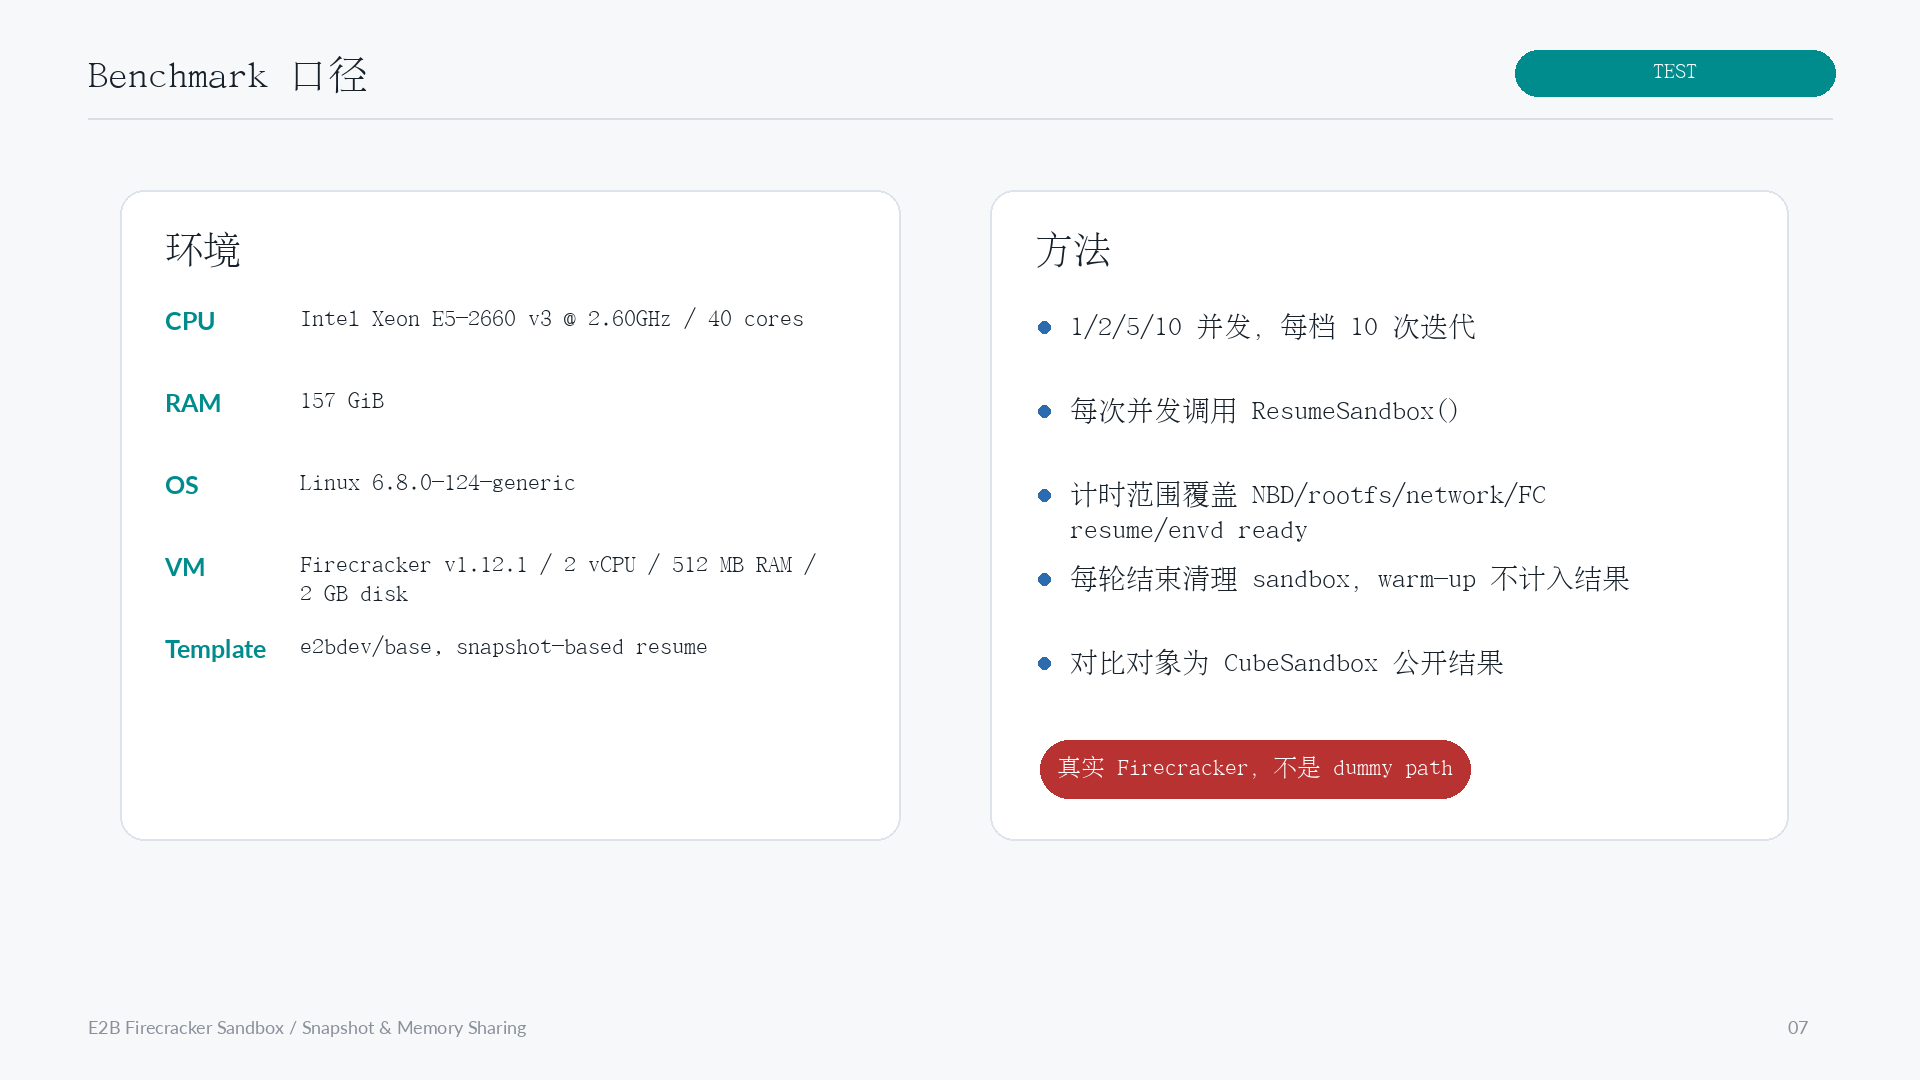 Benchmark 口径
TEST
环境
CPU Intel Xeon E5-2660 v3 @ 2.60GHz / 40 cores
RAM 157 GiB
OS Linux 6.8.0-124-generic
VM Firecracker v1.12.1 / 2 vCPU / 512 MB RAM /
2 GB disk
Template e2bdev/base, snapshot-based resume
方法
1/2/5/10 并发，每档 10 次迭代
每次并发调用 ResumeSandbox()
计时范围覆盖 NBD/rootfs/network/FC
resume/envd ready
每轮结束清理 sandbox，warm-up 不计入结果
对比对象为 CubeSandbox 公开结果
真实 Firecracker，不是 dummy path
E2B Firecracker Sandbox / Snapshot & Memory Sharing
07